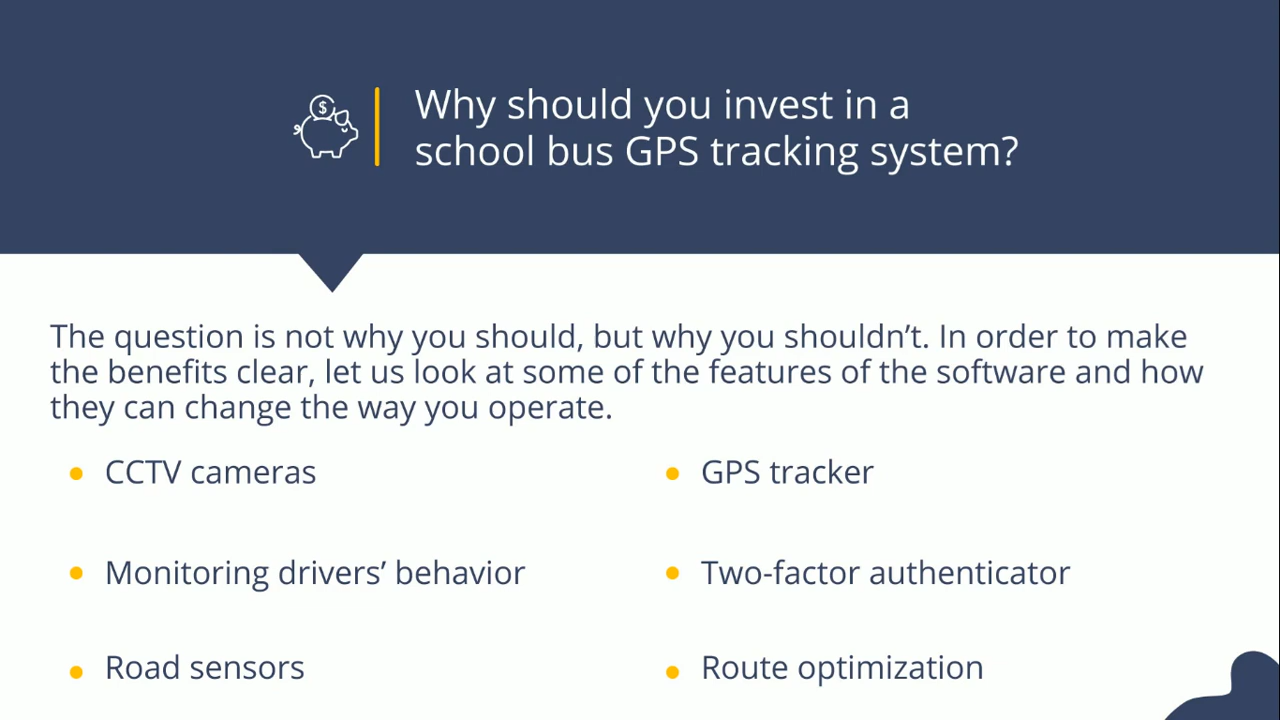 $
Why should you invest in a
school bus GPS tracking system?
The question is not why you should, but why you shouldn’t. In order to make
the benefits clear, let us look at some of the features of the software and how
they can change the way you operate.
CCTV cameras
GPS tracker
Monitoring drivers’ behavior
Two-factor authenticator
Road sensors
Route optimization